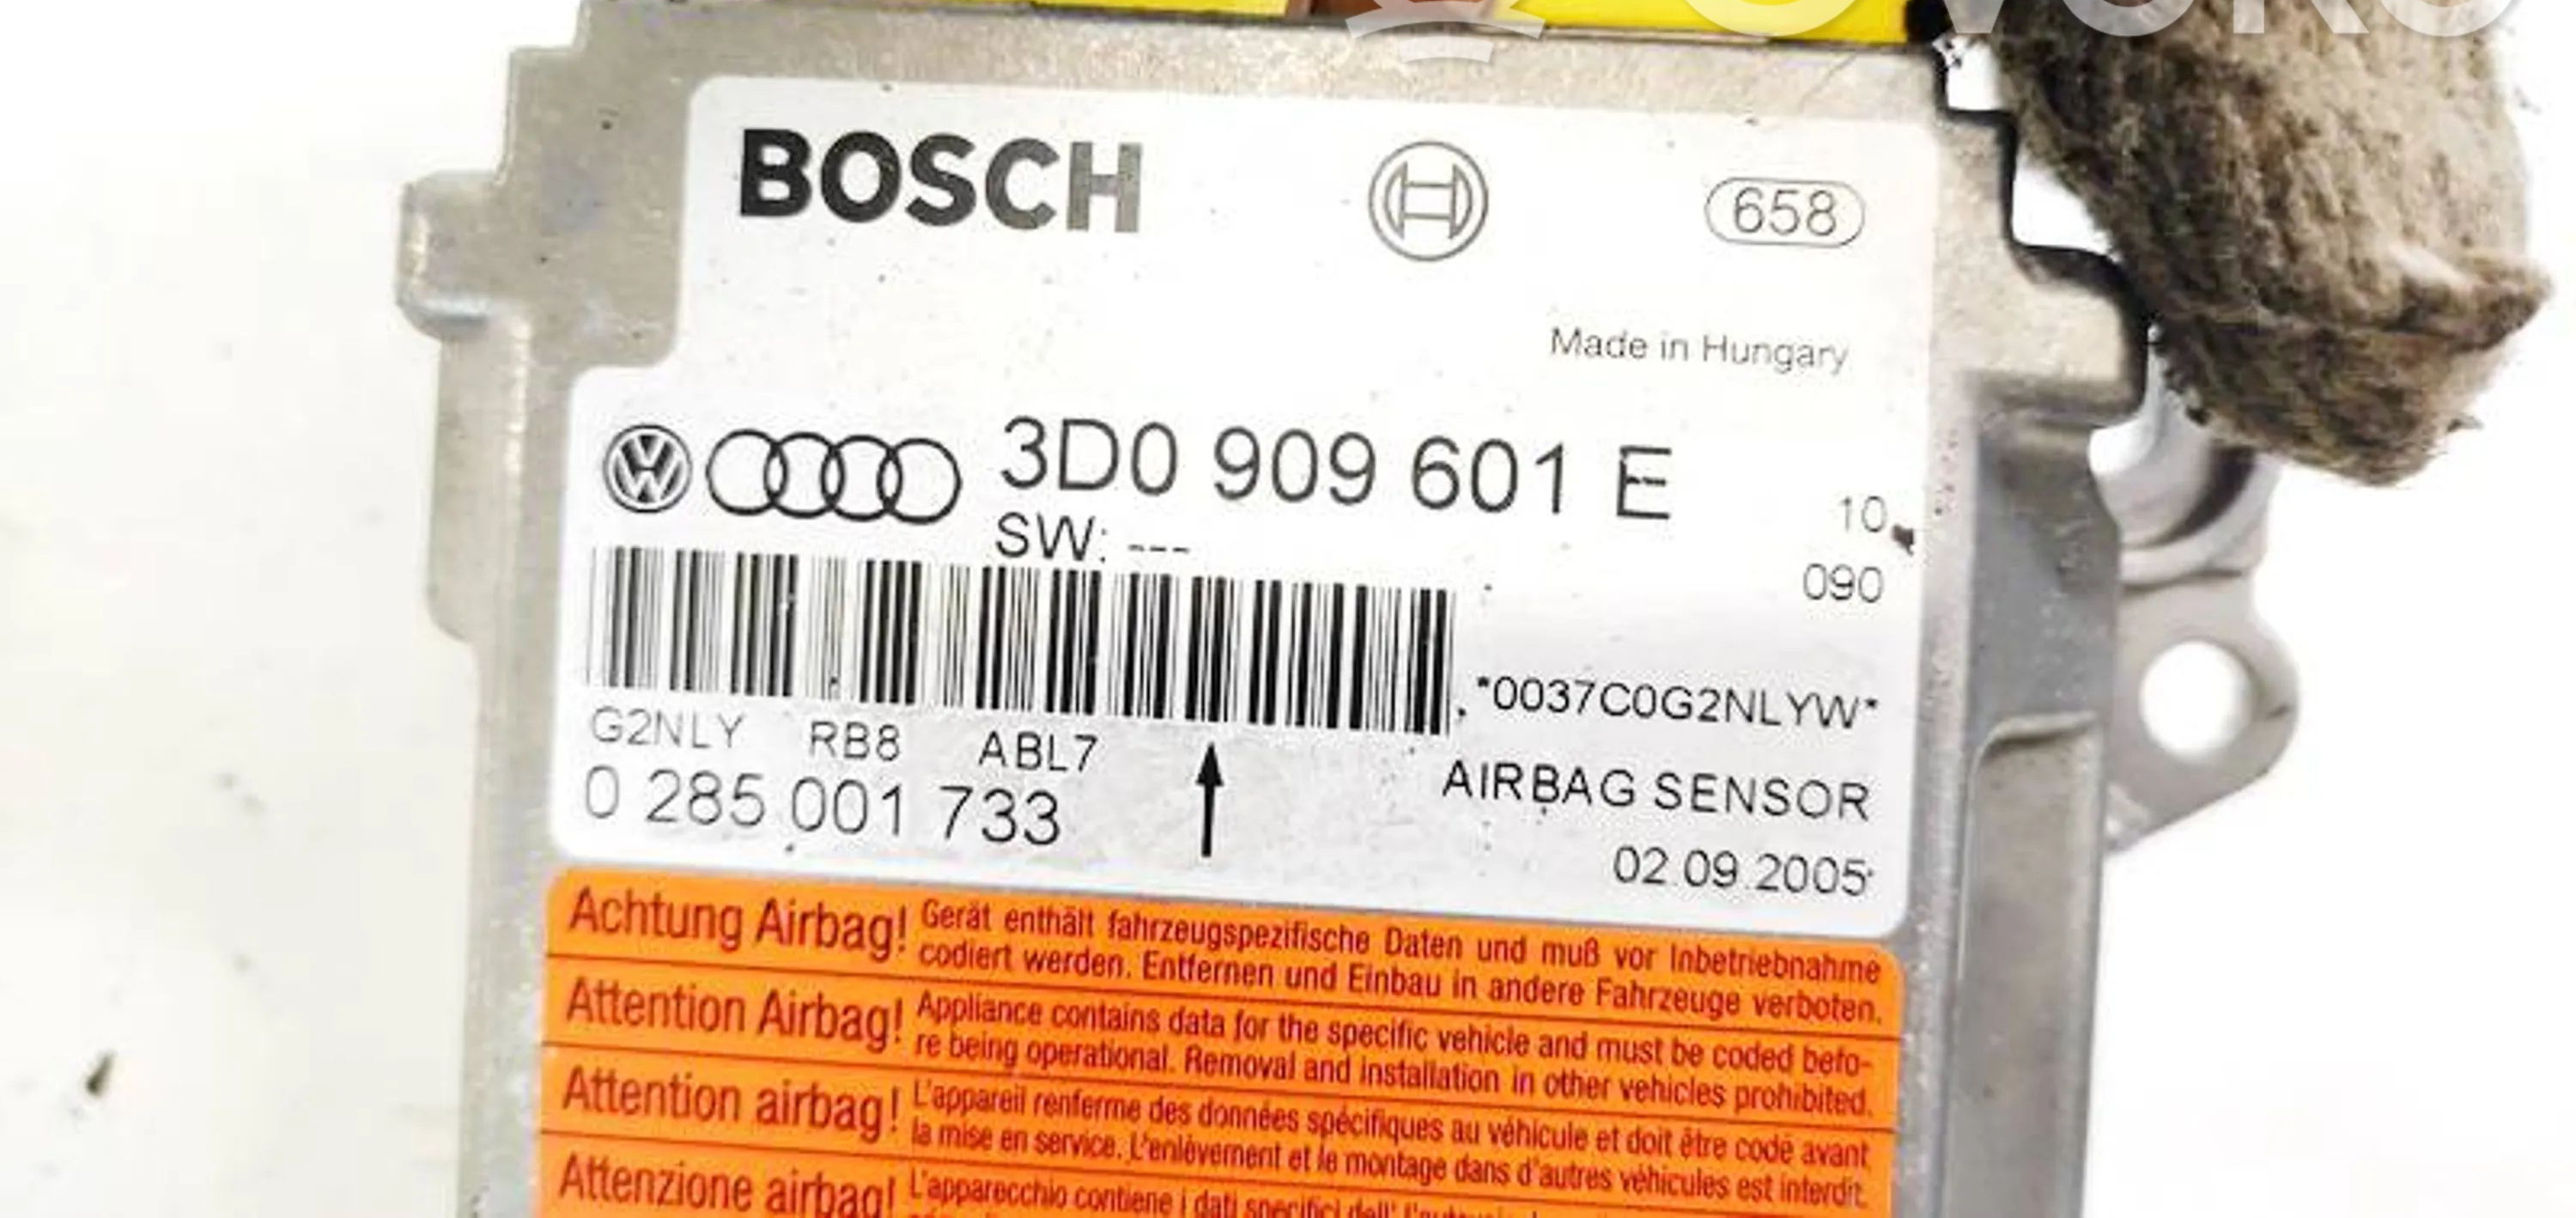 BOSCH
658
Made in Hungary
3D0 909 601 E
SW: ---
10
090
*0037C0G2NLYW*
G2NLY RB8 ABL7
AIRBAG SENSOR
0 285 001 733
02.09.2005
Achtung Airbag! Gerät enthält fahrzeugspezifische Daten und muß vor Inbetriebnahme
codiert werden. Entfernen und Einbau in andere Fahrzeuge verboten.
Attention Airbag! Appliance contains data for the specific vehicle and must be coded befo-
re being operational. Removal and installation in other vehicles prohibited.
Attention airbag! L'appareil renferme des données spécifiques au véhicule et doit être codé avant
la mise en service. L'enlèvement et le montage dans d'autres véhicules est interdit.
Attenzione airbag! L'apparecchio contiene i dati specifici dell'